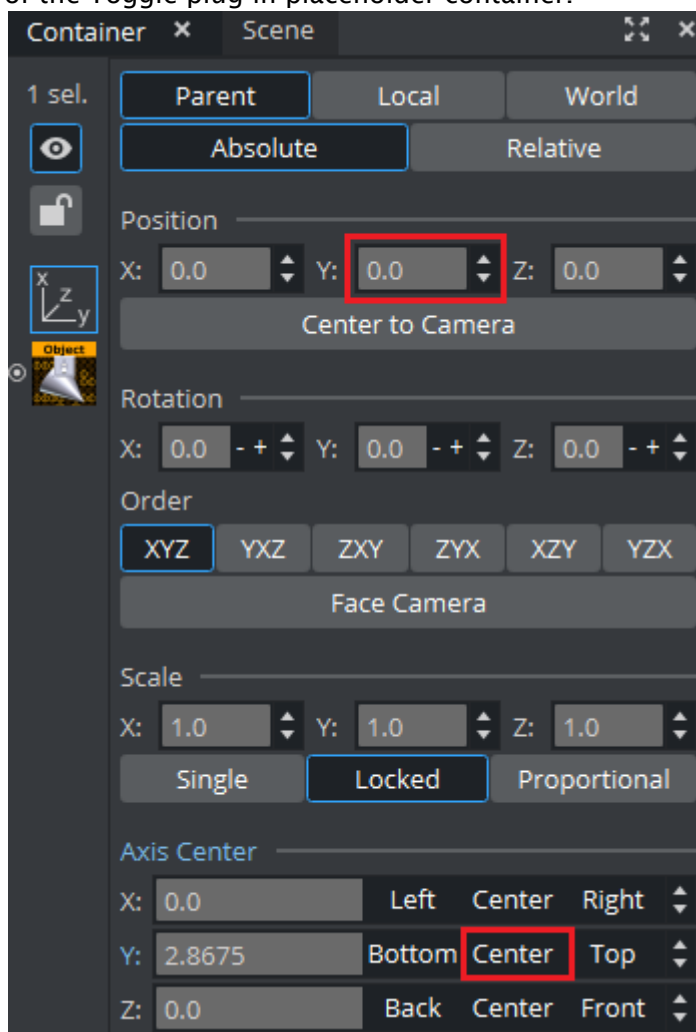 of the Toggle plug-in placeholder container.
Container × Scene ×
1 sel.
Parent Local World
Absolute Relative
Position
X: 0.0 Y: 0.0 Z: 0.0
Center to Camera
x z y
Object
Rotation
X: 0.0 - + Y: 0.0 - + Z: 0.0 - +
Order
XYZ YXZ ZXY ZYX XZY YZX
Face Camera
Scale
X: 1.0 Y: 1.0 Z: 1.0
Single Locked Proportional
Axis Center
X: 0.0 Left Center Right
Y: 2.8675 Bottom Center Top
Z: 0.0 Back Center Front